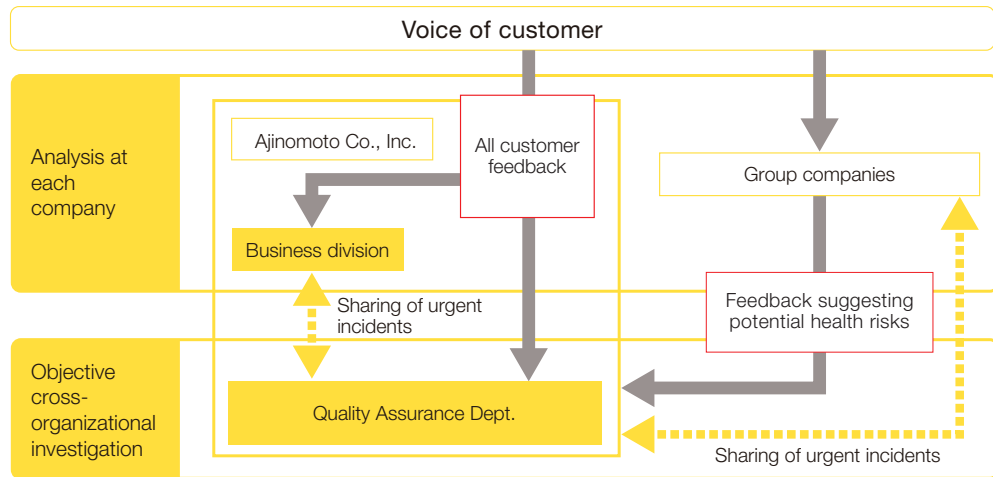 Voice of customer
Analysis at
each
company
Ajinomoto Co., Inc.
All customer
feedback
Group companies
Business division
Sharing of urgent
incidents
Feedback suggesting
potential health risks
Objective
cross-
organizational
investigation
Quality Assurance Dept.
Sharing of urgent incidents